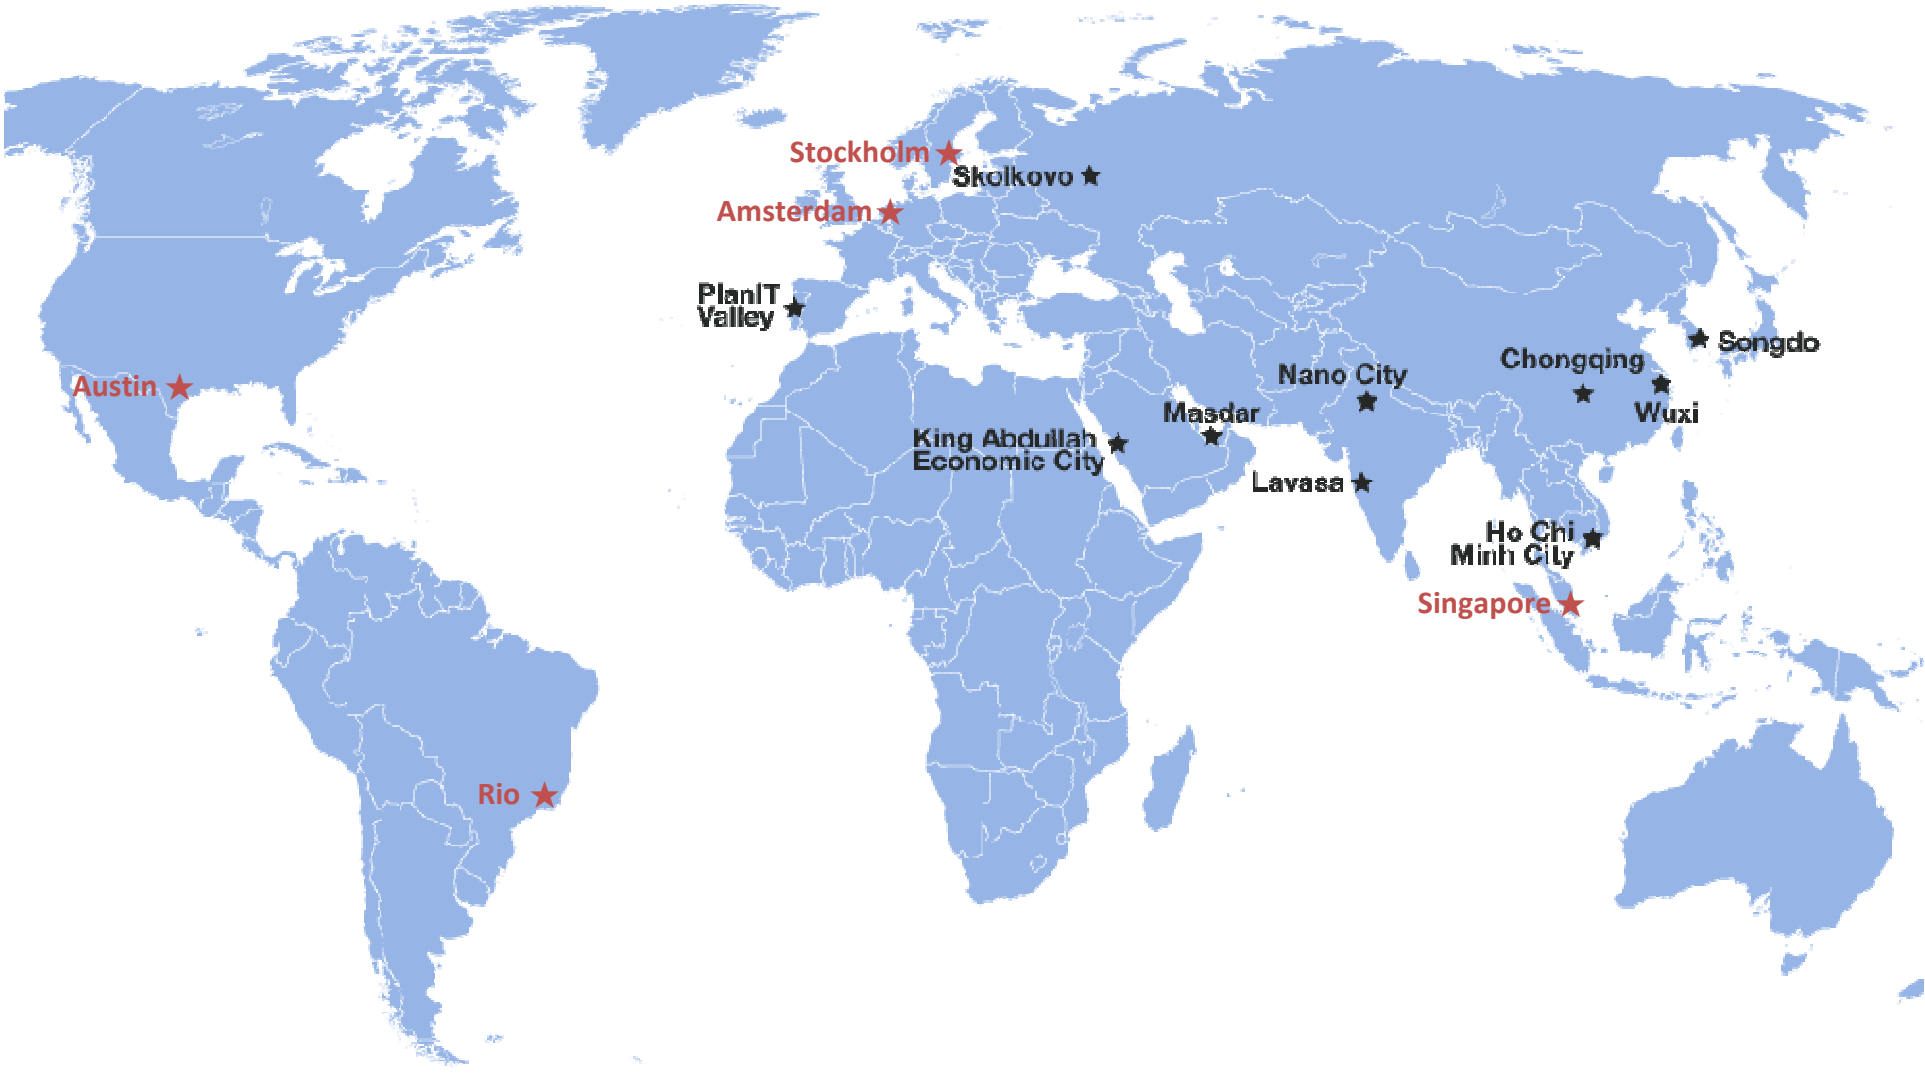 Stockholm
Skolkovo
Amsterdam
PlanIT
Valley
Songdo
Chongqing
Nano City
Austin
Masdar
Wuxi
King Abdullah
Economic City
Lavasa
Ho Chi
Minh City
Singapore
Rio